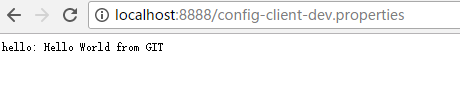 localhost:8888/config-client-dev.properties
hello: Hello World from GIT